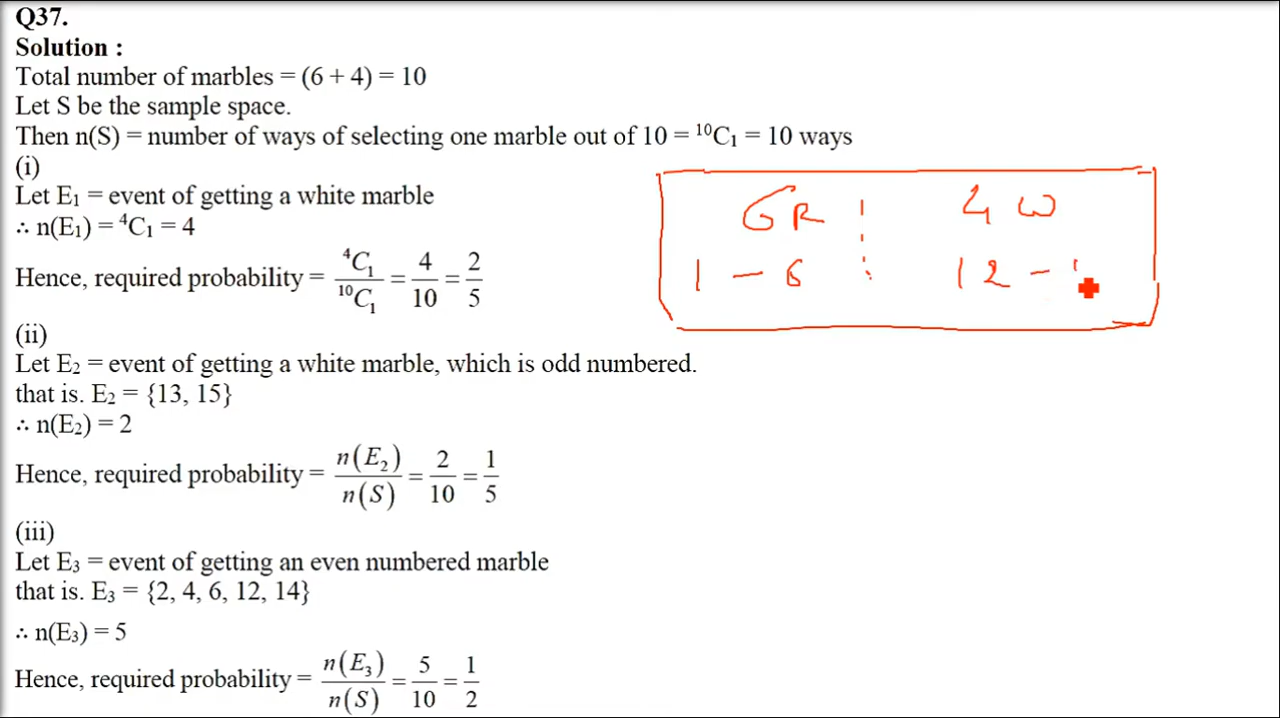 Q37.
Solution :
Total number of marbles = (6 + 4) = 10
Let S be the sample space.
Then n(S) = number of ways of selecting one marble out of 10 = ¹⁰C₁ = 10 ways
(i)
Let E₁ = event of getting a white marble
∴ n(E₁) = ⁴C₁ = 4
Hence, required probability = ⁴C₁/¹⁰C₁ = 4/10 = 2/5
(ii)
Let E₂ = event of getting a white marble, which is odd numbered.
that is. E₂ = {13, 15}
∴ n(E₂) = 2
Hence, required probability = n(E₂)/n(S) = 2/10 = 1/5
(iii)
Let E₃ = event of getting an even numbered marble
that is. E₃ = {2, 4, 6, 12, 14}
∴ n(E₃) = 5
Hence, required probability = n(E₃)/n(S) = 5/10 = 1/2
6R 4 W
1 – 6 12 –